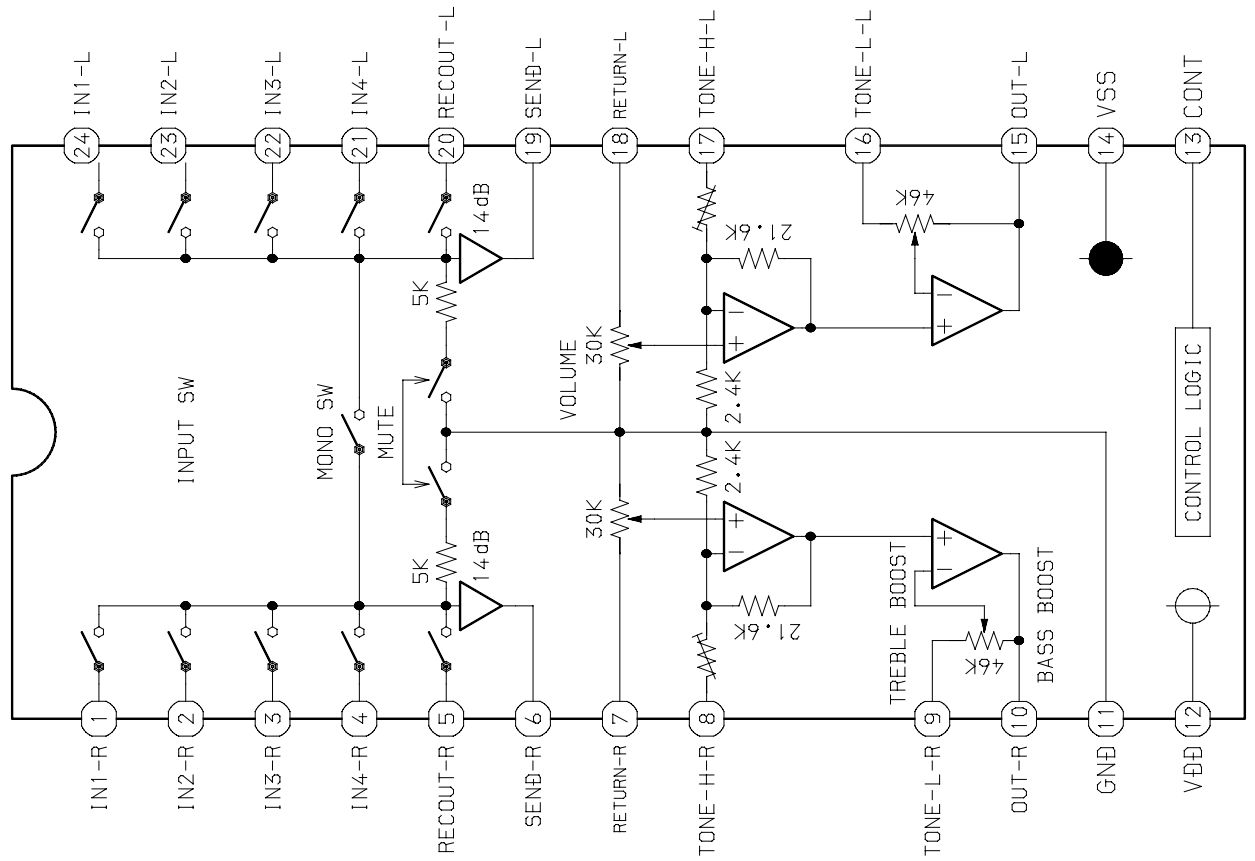 IN1-L
IN2-L
IN3-L
IN4-L
RECOUT-L
SEND-L
RETURN-L
TONE-H-L
TONE-L-L
OUT-L
VSS
CONT
24
23
22
21
20
19
18
17
16
15
14
13
14dB
5K
46K
21.6K
INPUT SW
MONO SW
MUTE
VOLUME
30K
2.4K
− +
− +
30K
2.4K
+ −
+ −
CONTROL LOGIC
5K
14dB
21.6K
46K
TREBLE BOOST
BASS BOOST
1
2
3
4
5
6
7
8
9
10
11
12
IN1-R
IN2-R
IN3-R
IN4-R
RECOUT-R
SEND-R
RETURN-R
TONE-H-R
TONE-L-R
OUT-R
GND
VDD